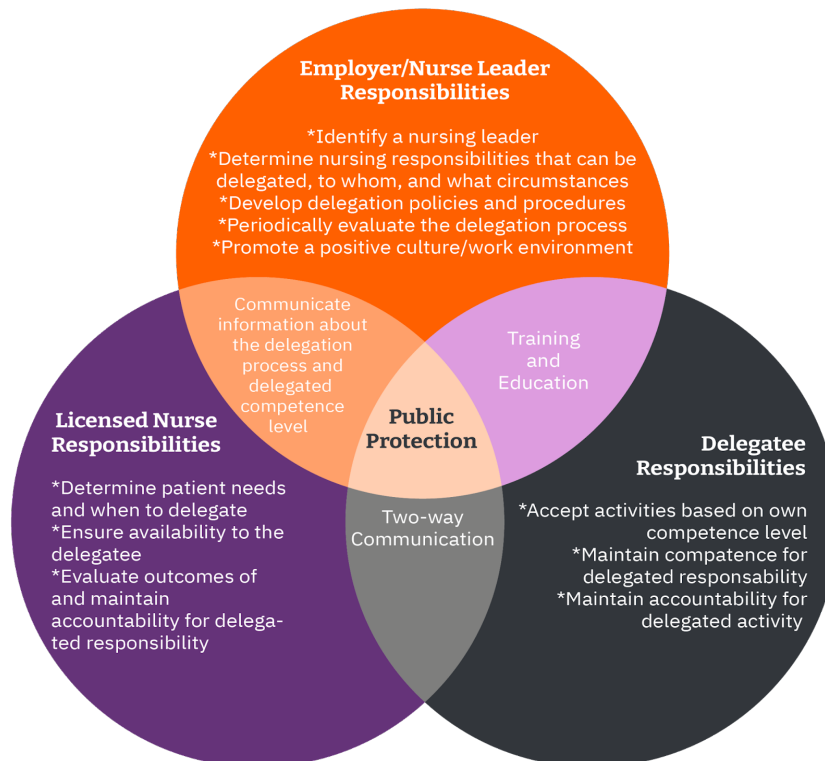 Employer/Nurse Leader
Responsibilities
*Identify a nursing leader
*Determine nursing responsibilities that can be
delegated, to whom, and what circumstances
*Develop delegation policies and procedures
*Periodically evaluate the delegation process
*Promote a positive culture/work environment
Communicate
information about
the delegation
process and
delegated
competence
level
Training
and
Education
Public
Protection
Licensed Nurse
Responsibilities
*Determine patient needs
and when to delegate
*Ensure availability to the
delegatee
*Evaluate outcomes of
and maintain
accountability for delega-
ted responsibility
Two-way
Communication
Delegatee
Responsibilities
*Accept activities based on own
competence level
*Maintain compatence for
delegated responsability
*Maintain accountability for
delegated activity